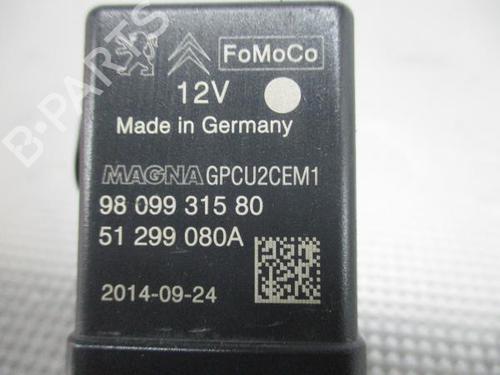 FoMoCo
12V
Made in Germany
MAGNA GPCU2CEM1
98 099 315 80
51 299 080A
2014-09-24
B-PARTS